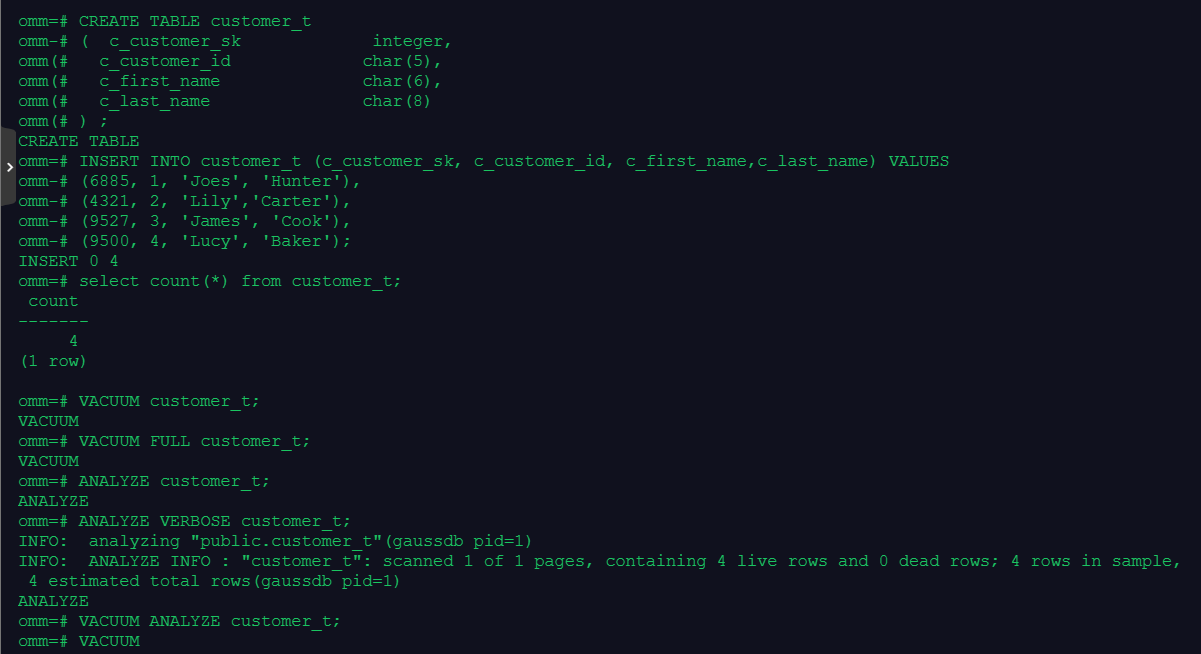 omm=# CREATE TABLE customer_t
omm-# (  c_customer_sk             integer,
omm(#   c_customer_id             char(5),
omm(#   c_first_name              char(6),
omm(#   c_last_name               char(8)
omm(# ) ;
CREATE TABLE
omm=# INSERT INTO customer_t (c_customer_sk, c_customer_id, c_first_name,c_last_name) VALUES
omm-# (6885, 1, 'Joes', 'Hunter'),
omm-# (4321, 2, 'Lily','Carter'),
omm-# (9527, 3, 'James', 'Cook'),
omm-# (9500, 4, 'Lucy', 'Baker');
INSERT 0 4
omm=# select count(*) from customer_t;
 count
-------
     4
(1 row)

omm=# VACUUM customer_t;
VACUUM
omm=# VACUUM FULL customer_t;
VACUUM
omm=# ANALYZE customer_t;
ANALYZE
omm=# ANALYZE VERBOSE customer_t;
INFO:  analyzing "public.customer_t"(gaussdb pid=1)
INFO:  ANALYZE INFO : "customer_t": scanned 1 of 1 pages, containing 4 live rows and 0 dead rows; 4 rows in sample,
 4 estimated total rows(gaussdb pid=1)
ANALYZE
omm=# VACUUM ANALYZE customer_t;
omm=# VACUUM